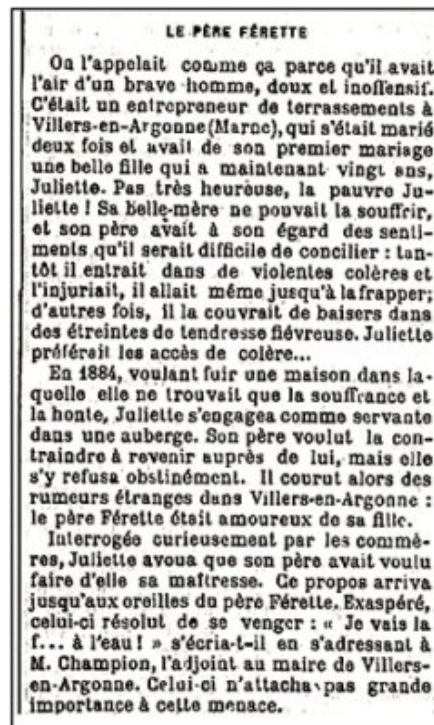 LE PÈRE FÉRETTE
On l'appelait comme ça parce qu'il avait
l'air d'un brave homme, doux et inoffensif.
C'était un entrepreneur de terrassements à
Villers-en-Argonne (Marne), qui s'était marié
deux fois et avait de son premier mariage
une belle fille qui a maintenant vingt ans,
Juliette. Pas très heureuse, la pauvre Ju-
liette ! Sa belle-mère ne pouvait la souffrir,
et son père avait à son égard des senti-
ments qu'il serait difficile de concilier : tan-
tôt il entrait dans de violentes colères et
l'injuriait, il allait même jusqu'à la frapper;
d'autres fois, il la couvrait de baisers dans
des étreintes de tendresse fiévreuse. Juliette
préférait les accès de colère...
En 1884, voulant fuir une maison dans la-
quelle elle ne trouvait que la souffrance et
la honte, Juliette s'engagea comme servante
dans une auberge. Son père voulut la con-
traindre à revenir auprès de lui, mais elle
s'y refusa obstinément. Il courut alors des
rumeurs étranges dans Villers-en-Argonne :
le père Férette était amoureux de sa fille.
Interrogée curieusement par les commè-
res, Juliette avoua que son père avait voulu
faire d'elle sa maîtresse. Ce propos arriva
jusqu'aux oreilles du père Férette. Exaspéré,
celui-ci résolut de se venger : « Je vais la
f... à l'eau ! » s'écria-t-il en s'adressant à
M. Champion, l'adjoint au maire de Villers-
en-Argonne. Celui-ci n'attacha pas grande
importance à cette menace.